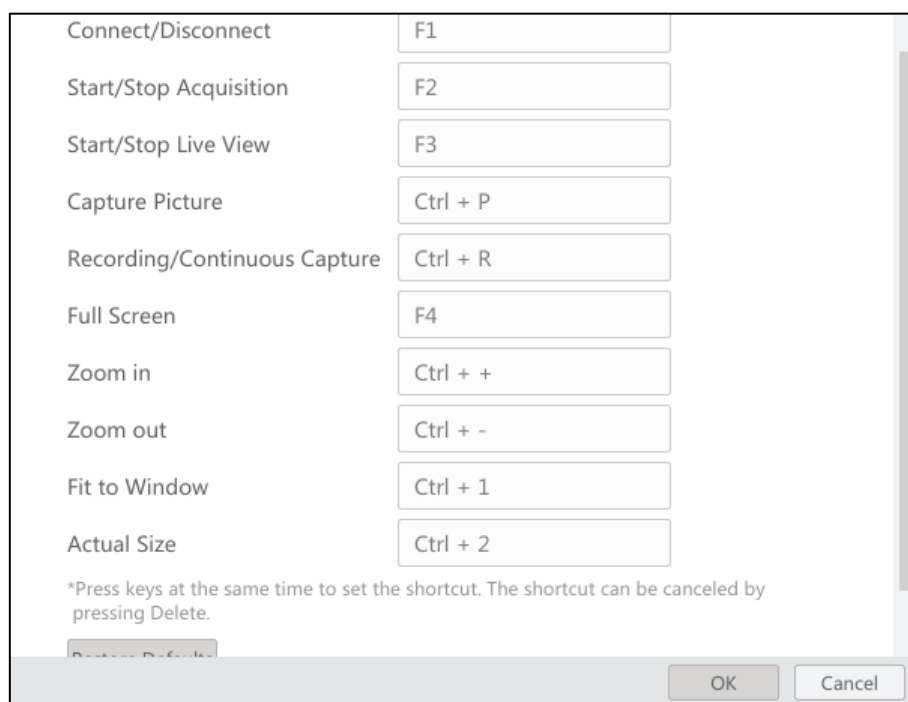 Connect/Disconnect F1
Start/Stop Acquisition F2
Start/Stop Live View F3
Capture Picture Ctrl + P
Recording/Continuous Capture Ctrl + R
Full Screen F4
Zoom in Ctrl + +
Zoom out Ctrl + -
Fit to Window Ctrl + 1
Actual Size Ctrl + 2
*Press keys at the same time to set the shortcut. The shortcut can be canceled by
pressing Delete.
Restore Defaults
OK Cancel